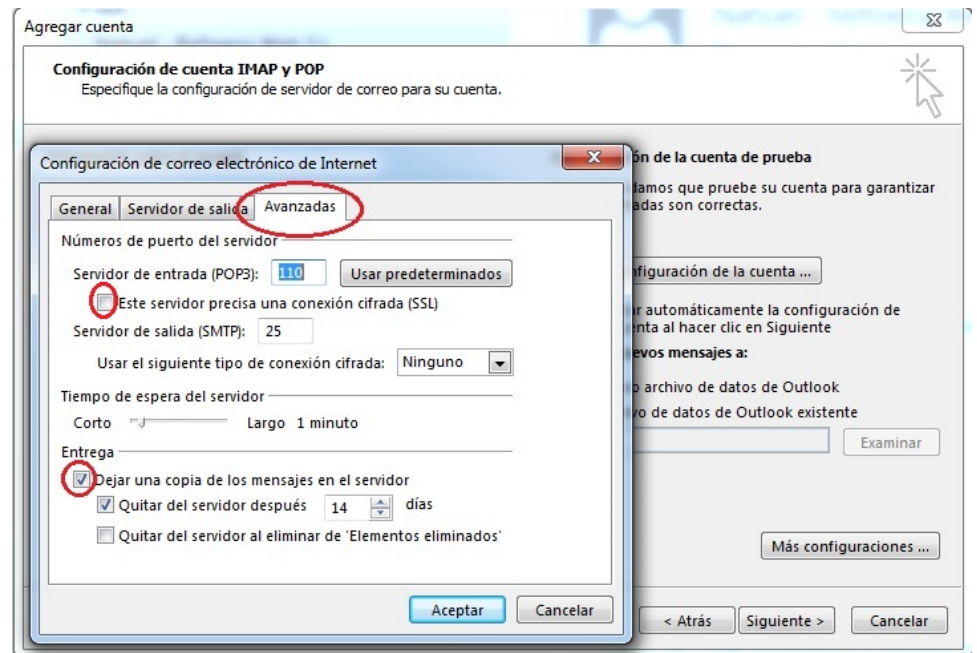 Agregar cuenta
Configuración de cuenta IMAP y POP
Especifique la configuración de servidor de correo para su cuenta.
Configuración de correo electrónico de Internet
General Servidor de salida Avanzadas
Números de puerto del servidor
Servidor de entrada (POP3): 110 Usar predeterminados
Este servidor precisa una conexión cifrada (SSL)
Servidor de salida (SMTP): 25
Usar el siguiente tipo de conexión cifrada: Ninguno
Tiempo de espera del servidor
Corto Largo 1 minuto
Entrega
Dejar una copia de los mensajes en el servidor
Quitar del servidor después 14 días
Quitar del servidor al eliminar de 'Elementos eliminados'
Aceptar Cancelar
de la cuenta de prueba
que pruebe su cuenta para garantizar
son correctas.
de la cuenta ...
automáticamente la configuración de
al hacer clic en Siguiente
mensajes a:
archivo de datos de Outlook
de datos de Outlook existente
Examinar
Más configuraciones ...
< Atrás Siguiente > Cancelar